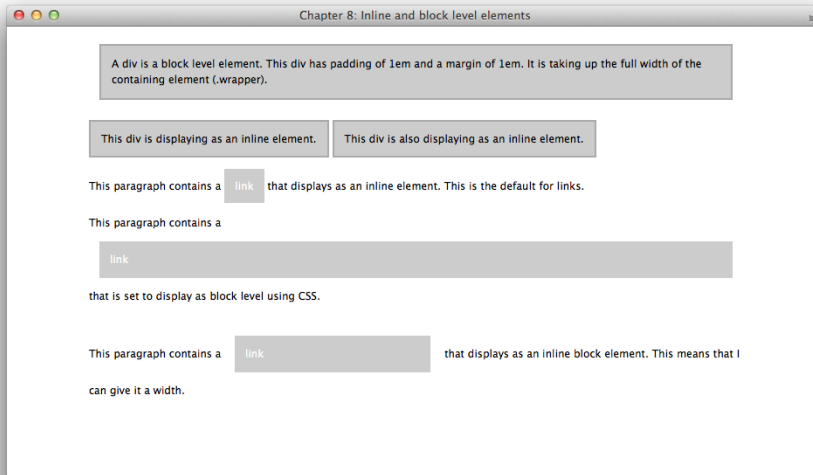 Chapter 8: Inline and block level elements
A div is a block level element. This div has padding of 1em and a margin of 1em. It is taking up the full width of the
containing element (.wrapper).
This div is displaying as an inline element. This div is also displaying as an inline element.
This paragraph contains a link that displays as an inline element. This is the default for links.
This paragraph contains a
link
that is set to display as block level using CSS.
This paragraph contains a link that displays as an inline block element. This means that I
can give it a width.